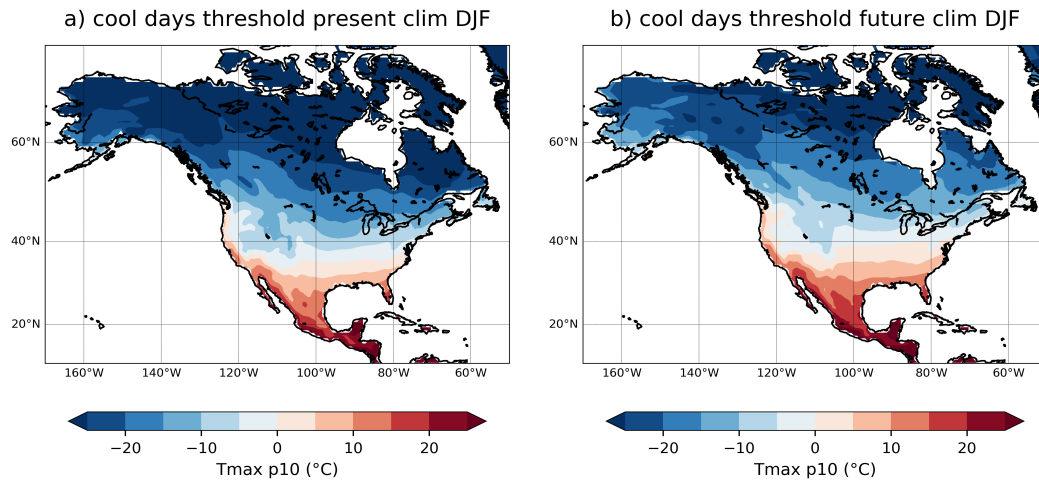 a) cool days threshold present clim DJF
60°N
40°N
20°N
160°W 140°W 120°W 100°W 80°W 60°W
−20 −10 0 10 20
Tmax p10 (°C)
b) cool days threshold future clim DJF
60°N
40°N
20°N
160°W 140°W 120°W 100°W 80°W 60°W
−20 −10 0 10 20
Tmax p10 (°C)